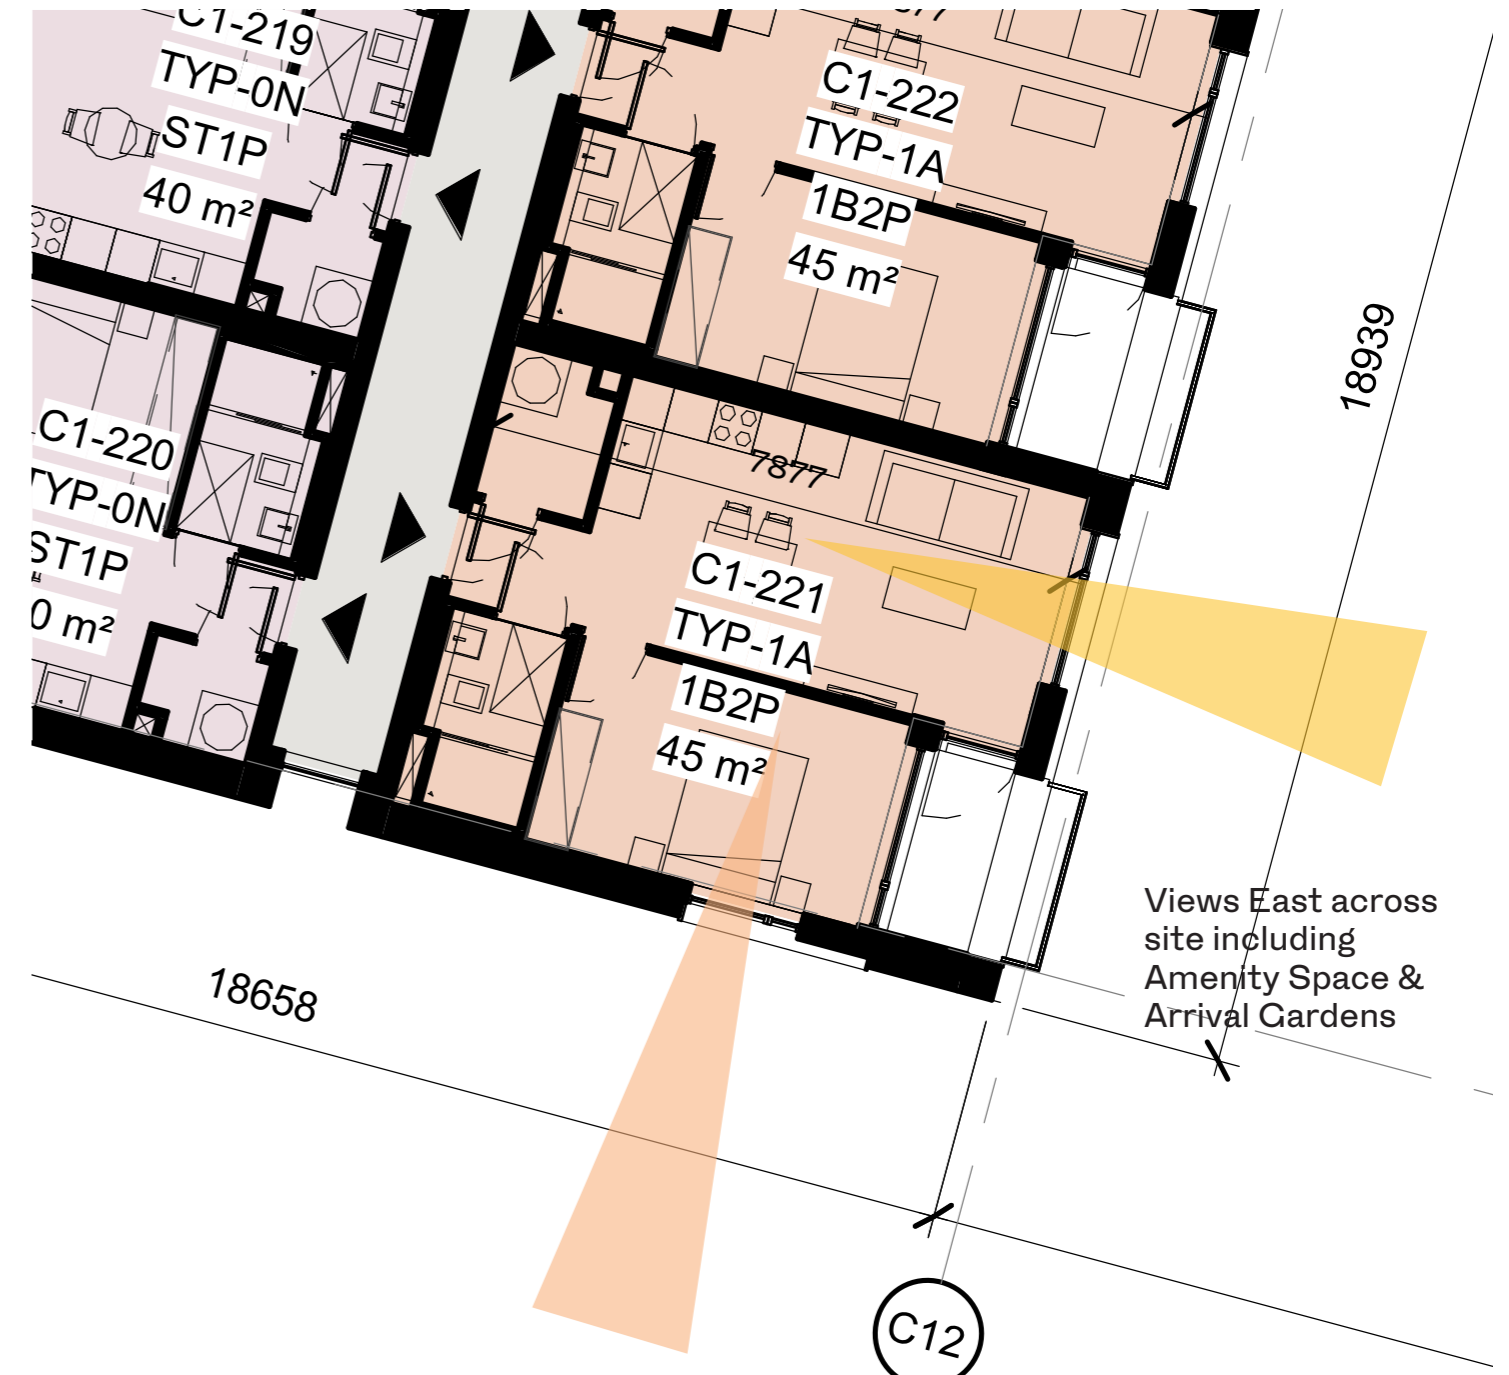 C1-219
TYP-0N
ST1P
40 m²
C1-222
TYP-1A
1B2P
45 m²
18939
C1-220
TYP-0N
ST1P
0 m²
7877
C1-221
TYP-1A
1B2P
45 m²
Views East across
site including
Amenity Space &
Arrival Gardens
18658
C12